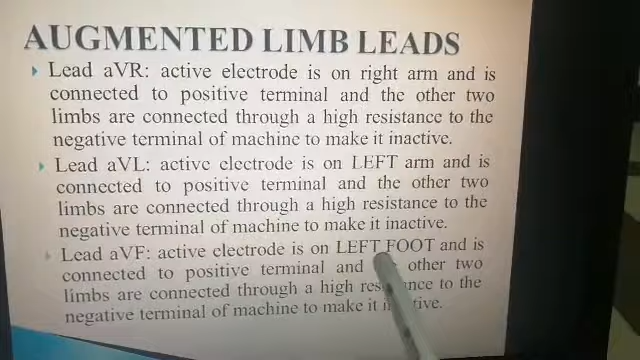 AUGMENTED LIMB LEADS
Lead aVR: active electrode is on right arm and is
connected to positive terminal and the other two
limbs are connected through a high resistance to the
negative terminal of machine to make it inactive.
Lead aVL: active electrode is on LEFT arm and is
connected to positive terminal and the other two
limbs are connected through a high resistance to the
negative terminal of machine to make it inactive.
Lead aVF: active electrode is on LEFT FOOT and is
connected to positive terminal and other two
limbs are connected through a high to the
negative terminal of machine to make it